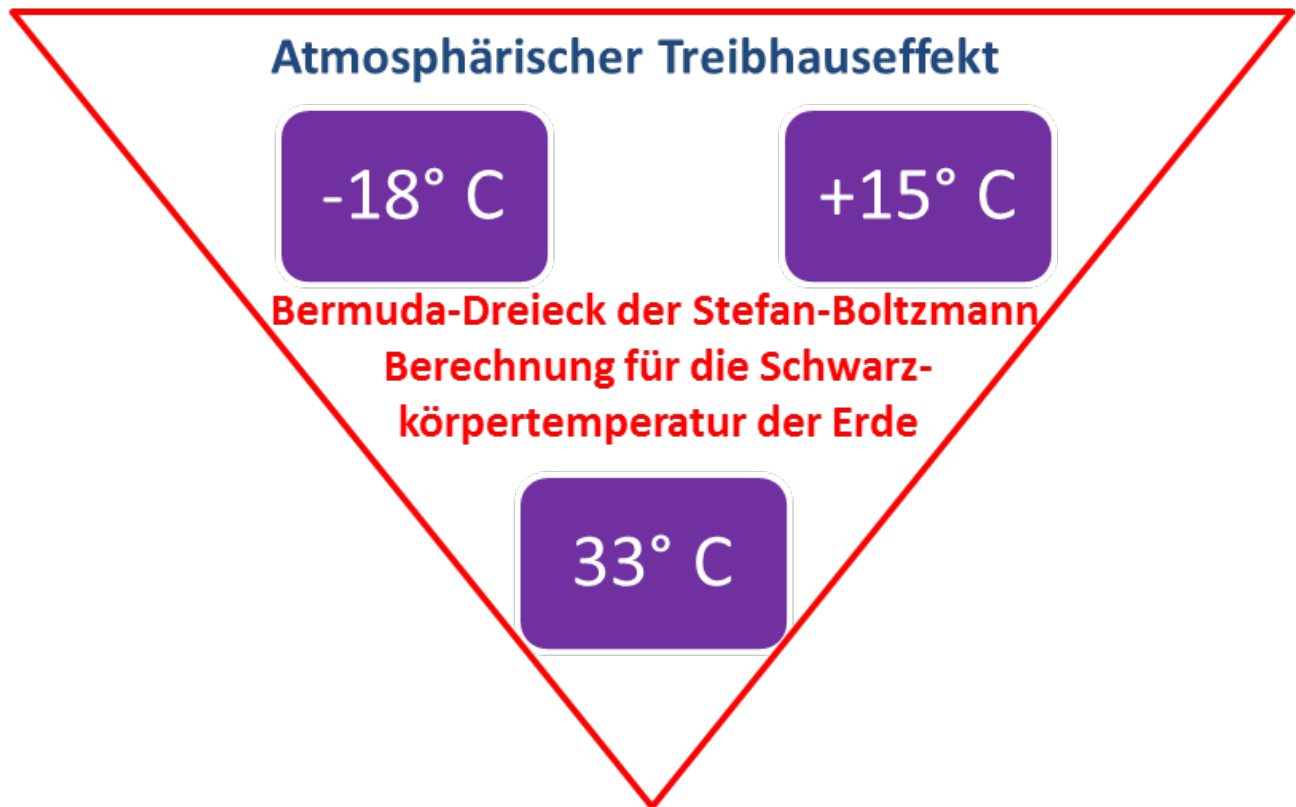 Atmosphärischer Treibhauseffekt
-18° C
+15° C
Bermuda-Dreieck der Stefan-Boltzmann
Berechnung für die Schwarz-
körpertemperatur der Erde
33° C